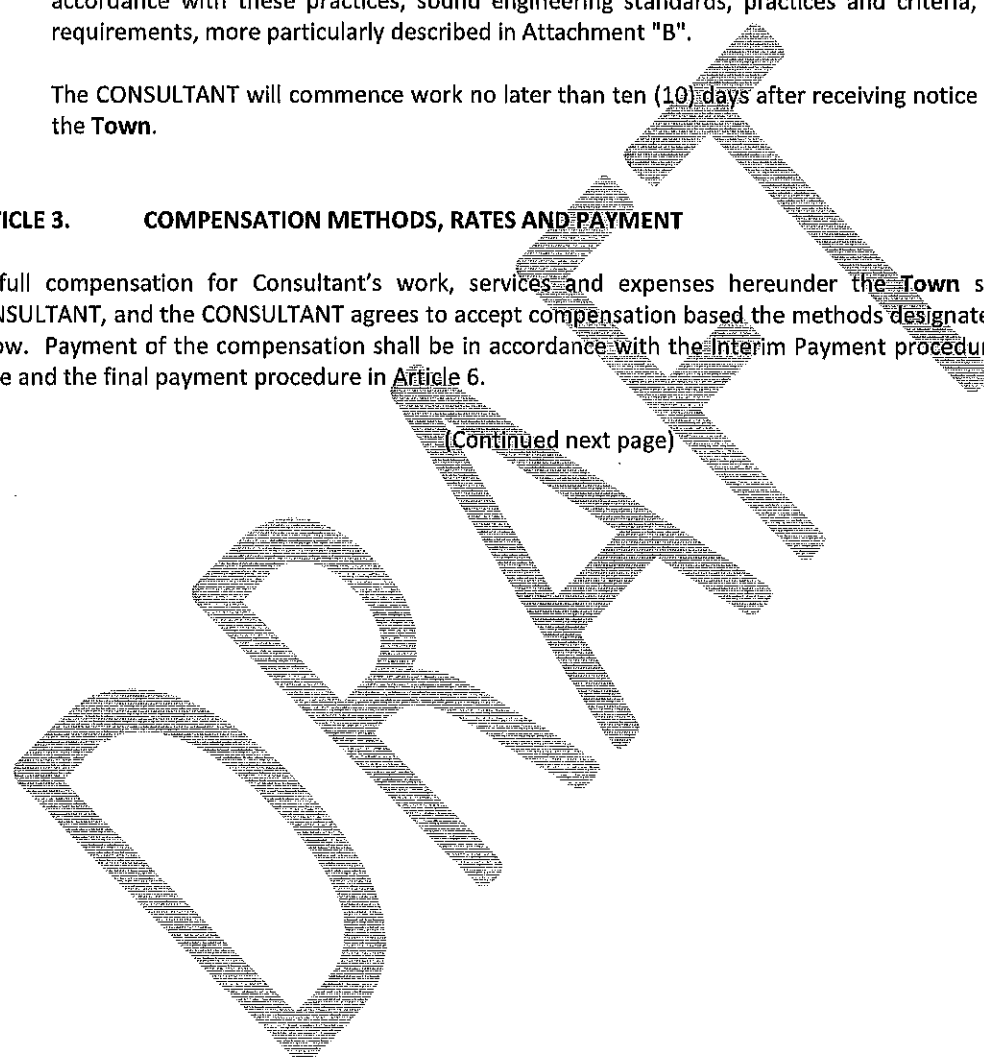 accordance with these practices, sound engineering standards, practices and criteria,
requirements, more particularly described in Attachment "B".
The CONSULTANT will commence work no later than ten (10) days after receiving notice
the Town.
TICLE 3. COMPENSATION METHODS, RATES AND PAYMENT
full compensation for Consultant's work, services and expenses hereunder the Town s
NSULTANT, and the CONSULTANT agrees to accept compensation based the methods designate
ow. Payment of the compensation shall be in accordance with the Interim Payment procedur
e and the final payment procedure in Article 6.
(Continued next page)
DRAFT